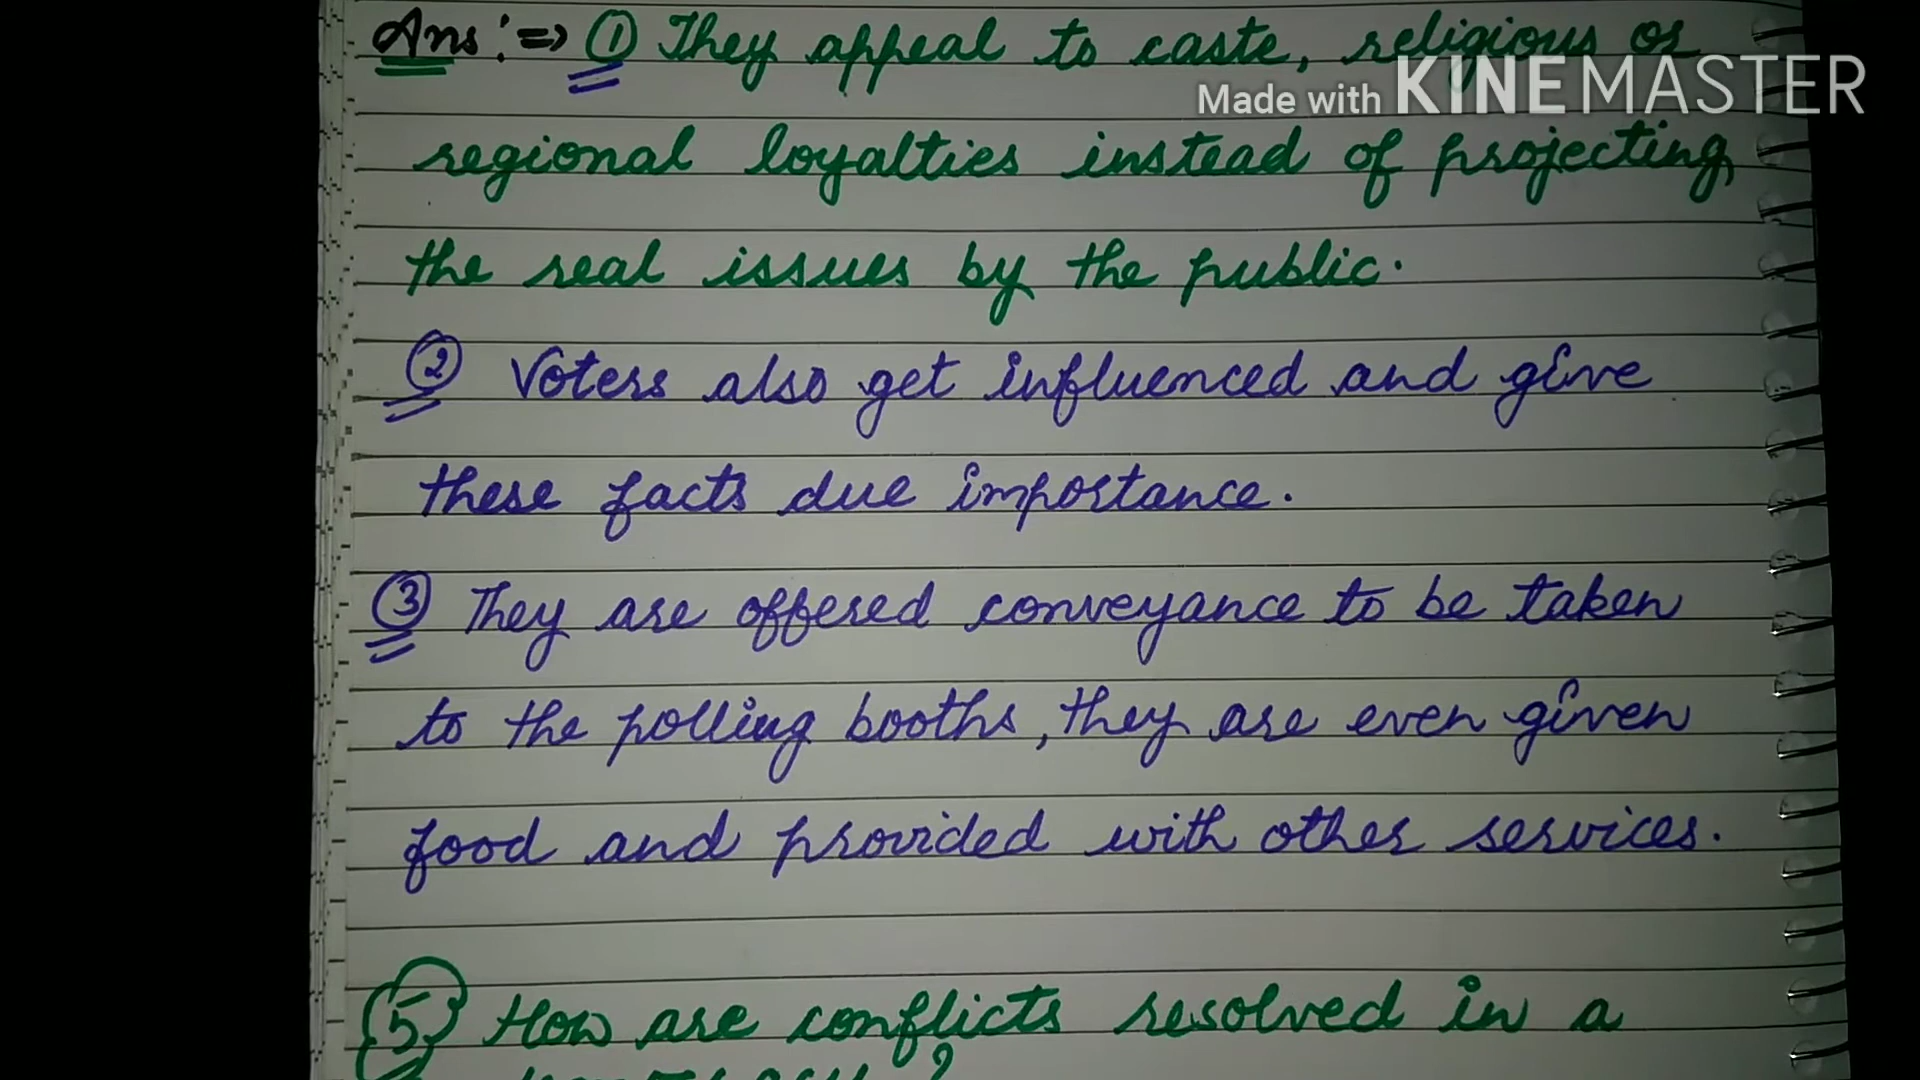 Ans:⇒ ① They appeal to caste, religious or
Made with KINEMASTER
regional loyalties instead of projecting
the real issues by the public.
② Voters also get influenced and give
these facts due importance.
③ They are offered conveyance to be taken
to the polling booths, they are even given
food and provided with other services.
(5) How are conflicts resolved in a
?